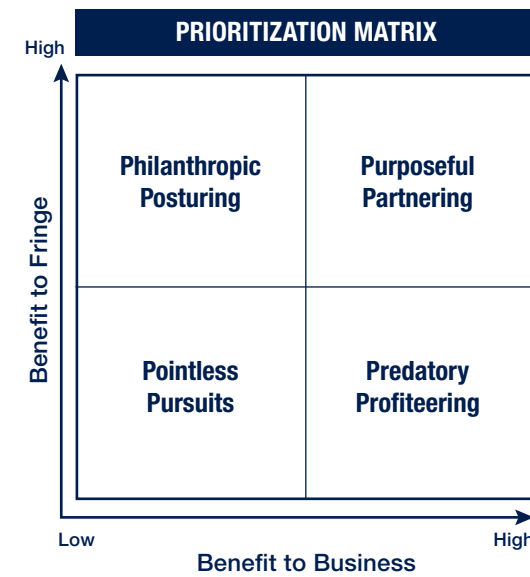 PRIORITIZATION MATRIX
High
Benefit to Fringe
Philanthropic
Posturing
Purposeful
Partnering
Pointless
Pursuits
Predatory
Profiteering
Low
High
Benefit to Business